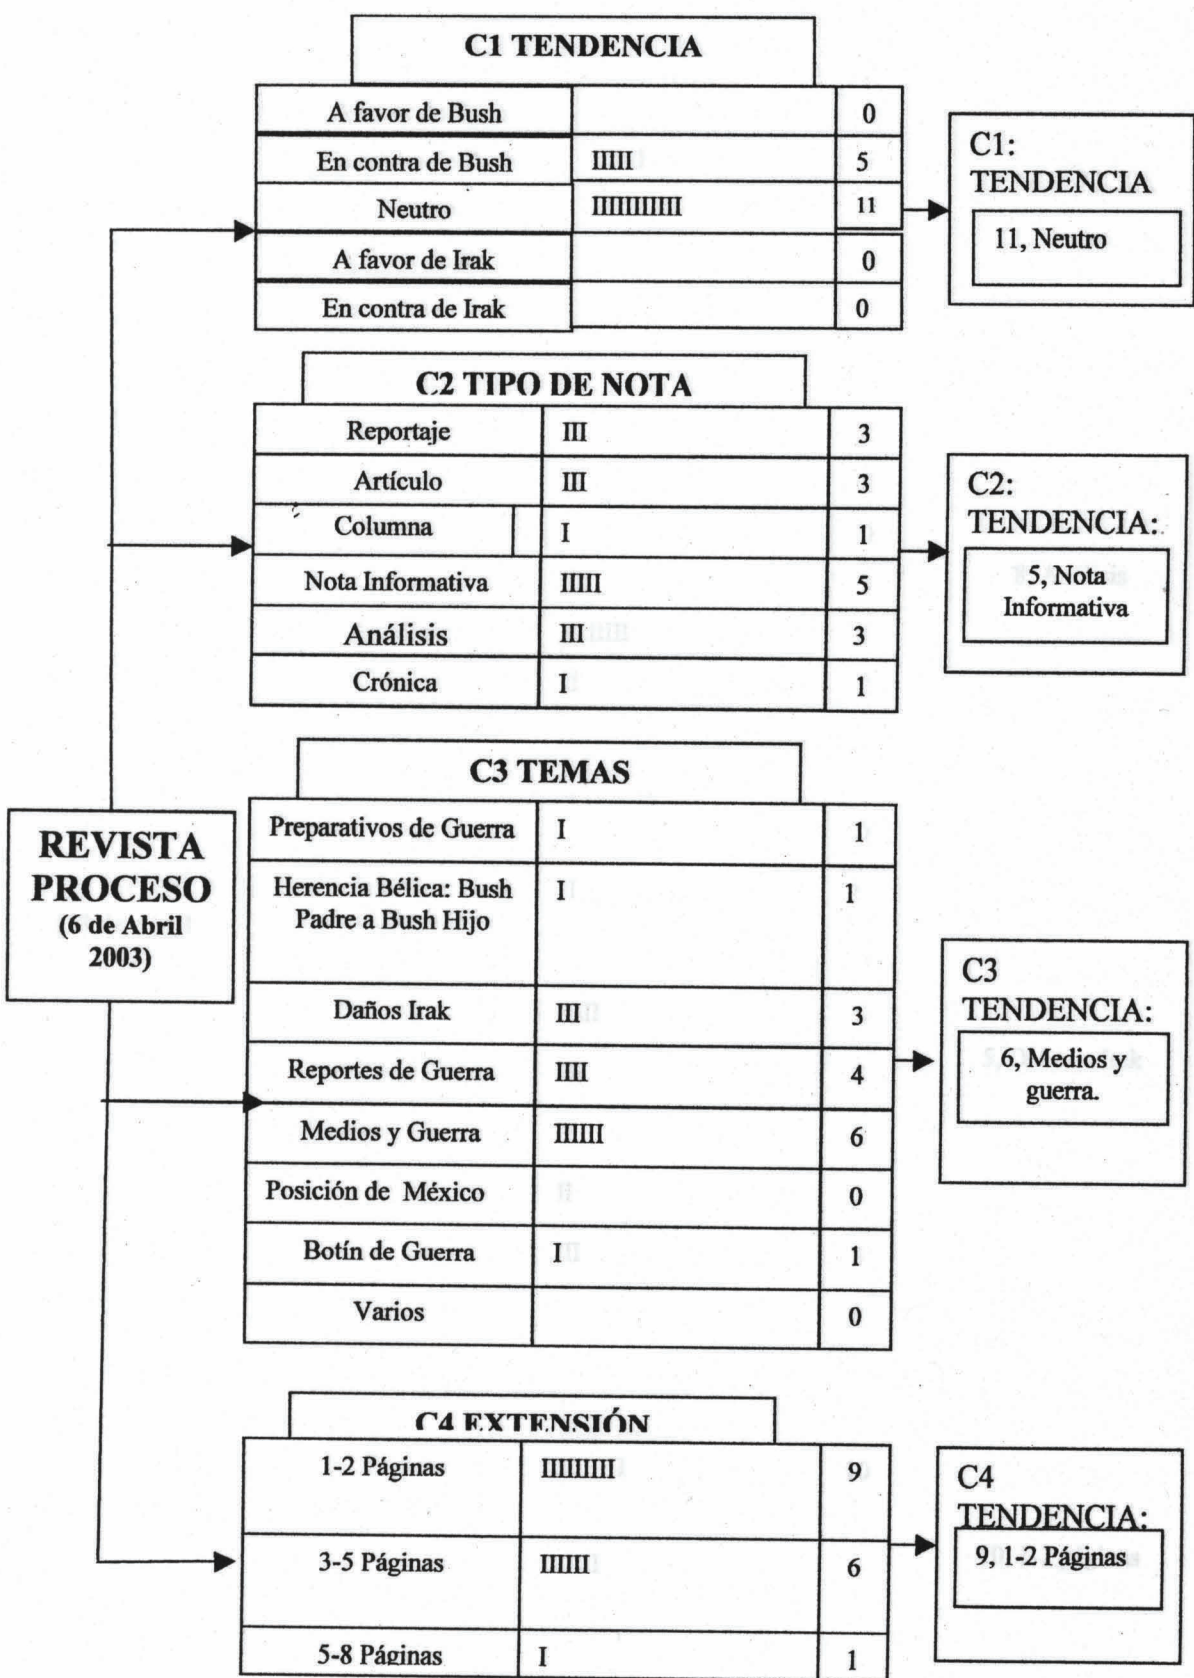 C1 TENDENCIA
A favor de Bush 0
En contra de Bush IIIII 5
Neutro IIIIIIIIIII 11
A favor de Irak 0
En contra de Irak 0
C1:
TENDENCIA
11, Neutro
C2 TIPO DE NOTA
Reportaje III 3
Artículo III 3
Columna I 1
Nota Informativa IIIII 5
Análisis III 3
Crónica I 1
C2:
TENDENCIA:
5, Nota
Informativa
REVISTA
PROCESO
(6 de Abril
2003)
C3 TEMAS
Preparativos de Guerra I 1
Herencia Bélica: Bush I 1
Padre a Bush Hijo
Daños Irak III 3
Reportes de Guerra IIII 4
Medios y Guerra IIIIII 6
Posición de México 0
Botín de Guerra I 1
Varios 0
C3
TENDENCIA:
6, Medios y
guerra.
C4 EXTENSIÓN
1-2 Páginas IIIIIIIII 9
3-5 Páginas IIIIII 6
5-8 Páginas I 1
C4
TENDENCIA:
9, 1-2 Páginas